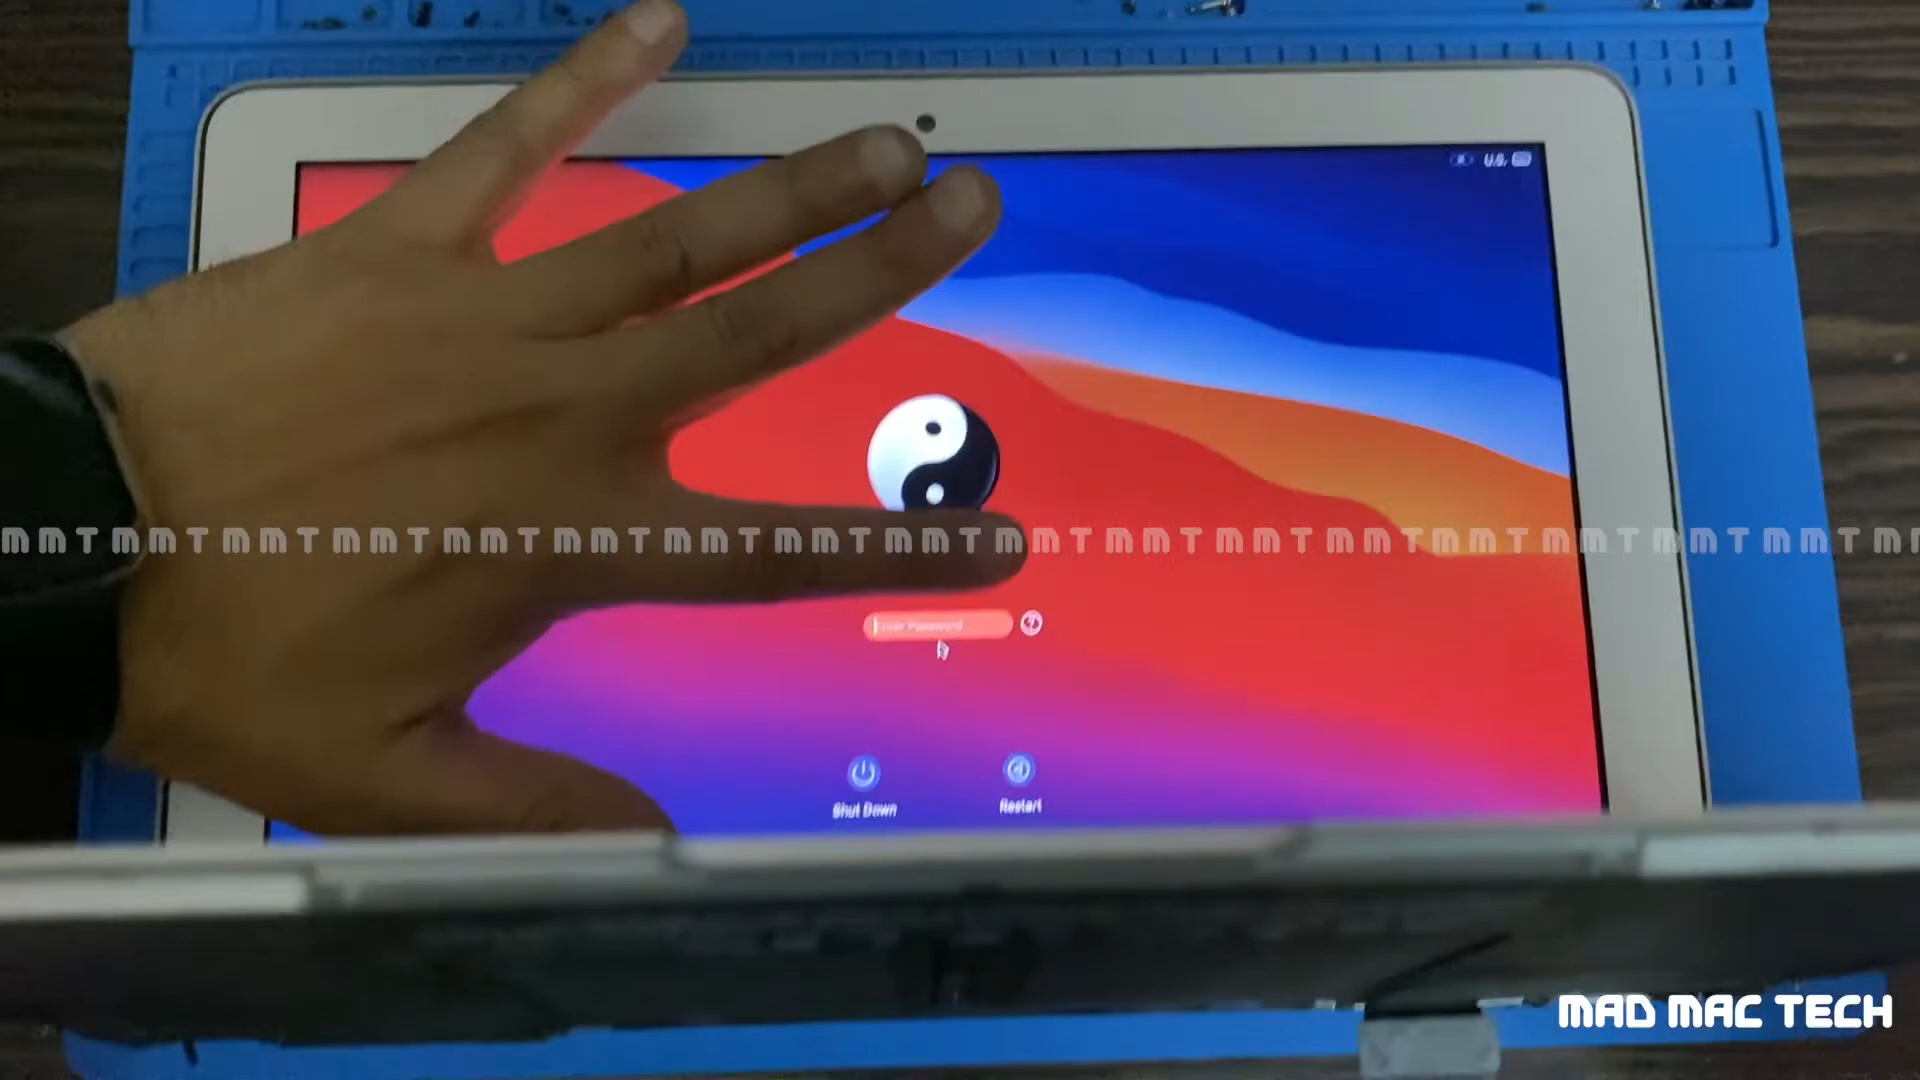 U.S.
MMT MMT MMT MMT MMT MMT MMT MMT MMT MMT MMT MMT MMT MMT MMT MMT MMT M
Enter Password
Shut Down
Restart
MAD MAC TECH